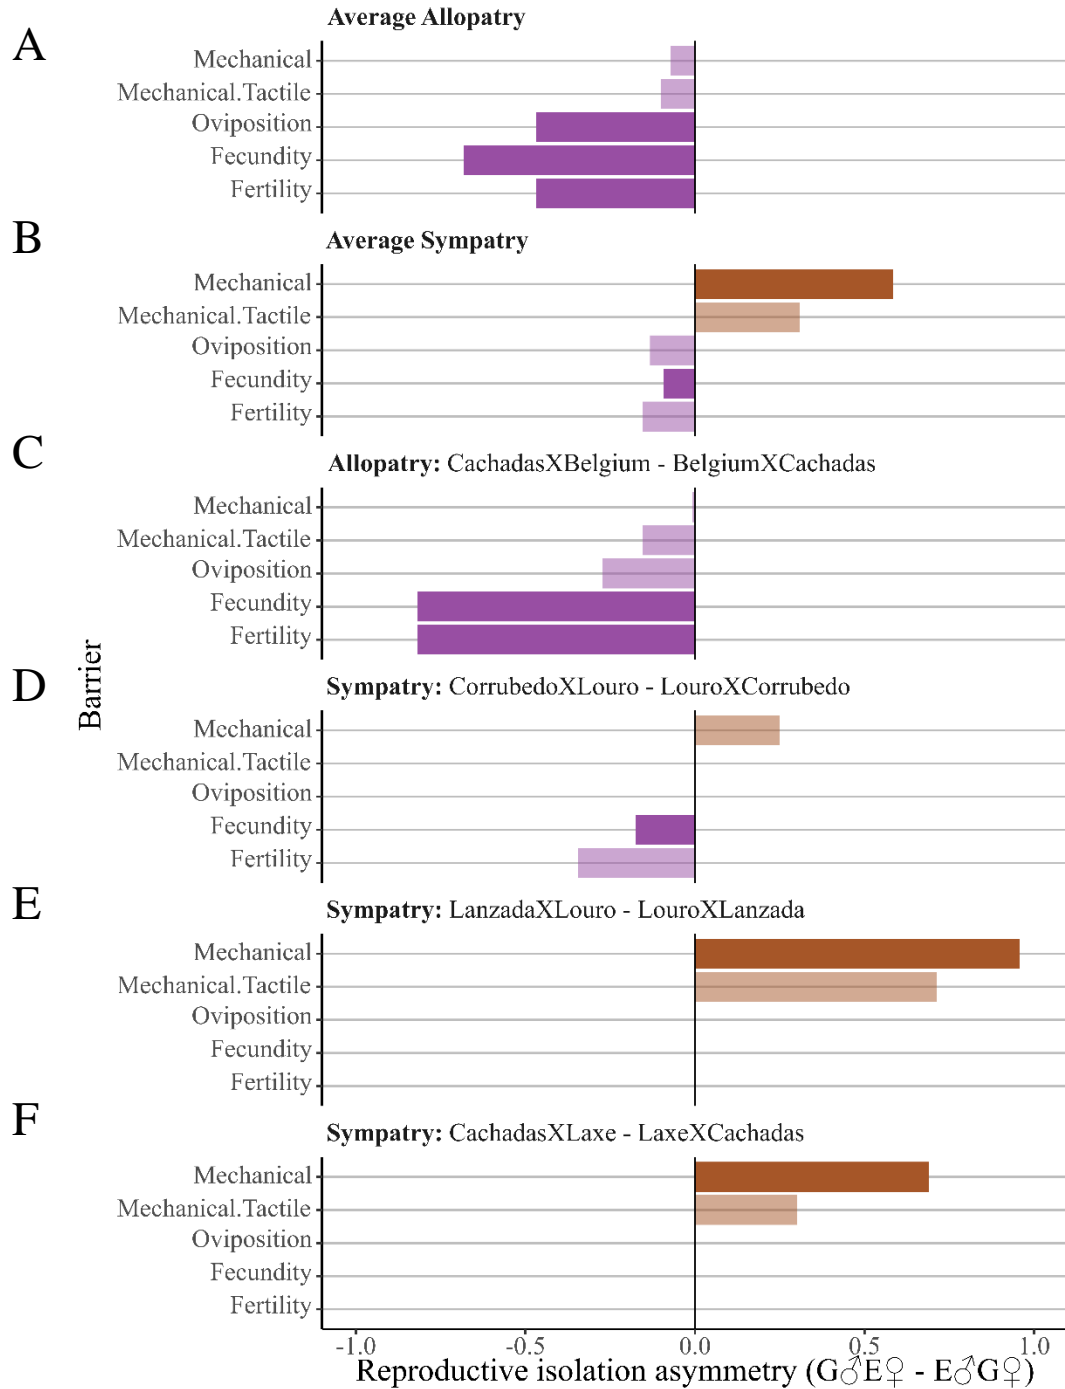 A
Average Allopatry
Mechanical
Mechanical.Tactile
Oviposition
Fecundity
Fertility
B
Average Sympatry
Mechanical
Mechanical.Tactile
Oviposition
Fecundity
Fertility
C
Allopatry: CachadasXBelgium - BelgiumXCachadas
Mechanical
Mechanical.Tactile
Oviposition
Fecundity
Fertility
Barrier
D
Sympatry: CorrubedoXLouro - LouroXCorrubedo
Mechanical
Mechanical.Tactile
Oviposition
Fecundity
Fertility
E
Sympatry: LanzadaXLouro - LouroXLanzada
Mechanical
Mechanical.Tactile
Oviposition
Fecundity
Fertility
F
Sympatry: CachadasXLaxe - LaxeXCachadas
Mechanical
Mechanical.Tactile
Oviposition
Fecundity
Fertility
-1.0 -0.5 0.0 0.5 1.0
Reproductive isolation asymmetry (G♂E♀ - E♂G♀)